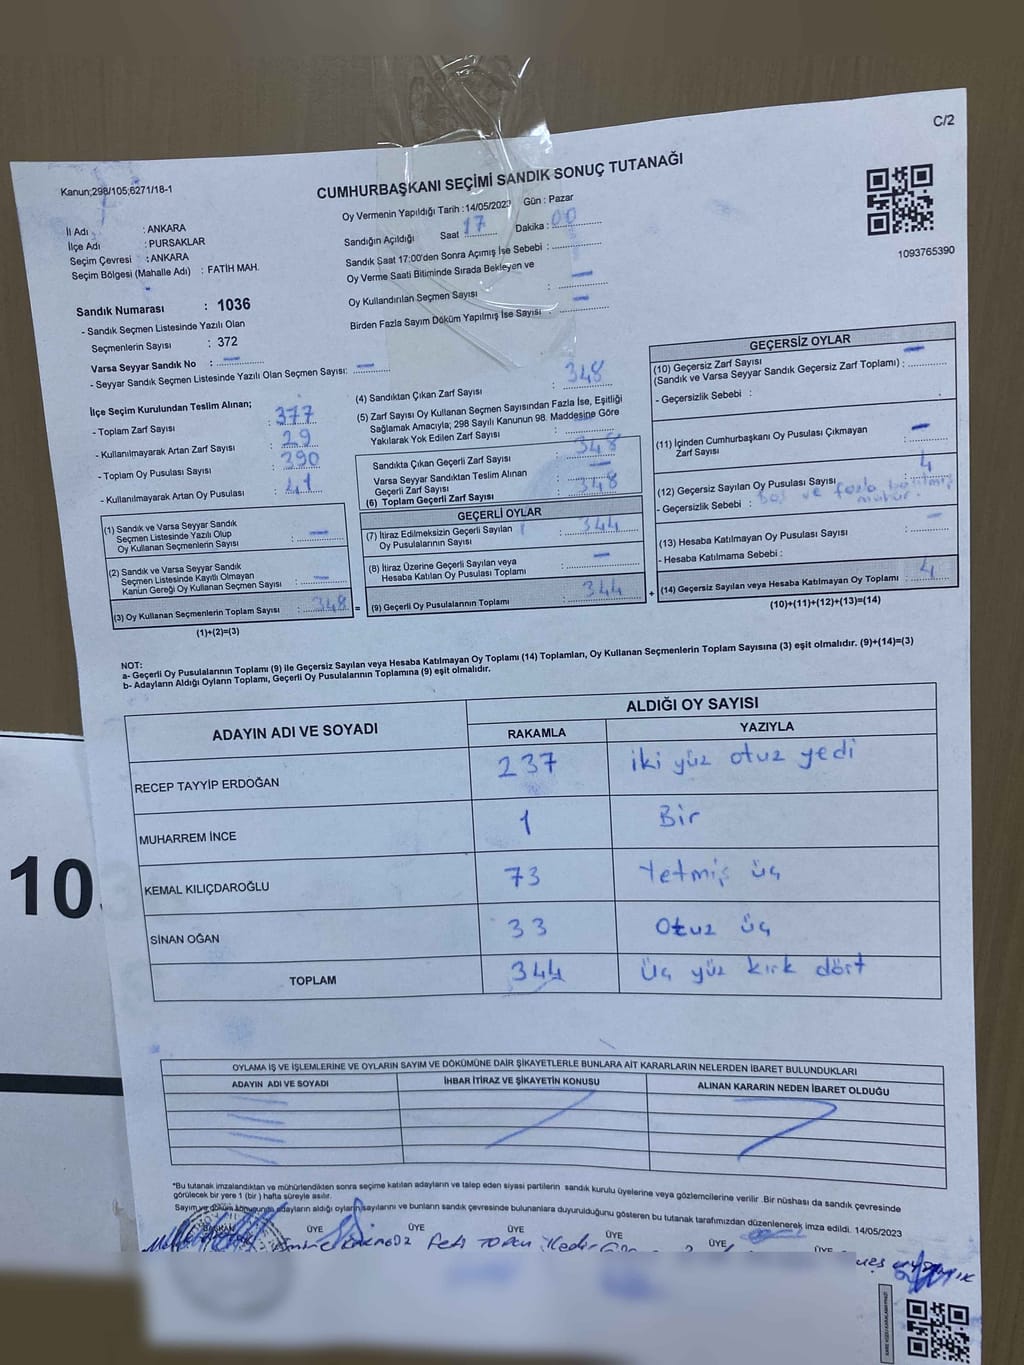 C/2
Kanun;298/105;6271/18-1
CUMHURBAŞKANI SEÇİMİ SANDIK SONUÇ TUTANAĞI
1093765390
İl Adı : ANKARA
İlçe Adı : PURSAKLAR
Seçim Çevresi : ANKARA
Seçim Bölgesi (Mahalle Adı) : FATİH MAH.
Oy Vermenin Yapıldığı Tarih : 14/05/2023 Gün : Pazar
Sandığın Açıldığı Saat 17 Dakika : 00
Sandık Saat 17:00'den Sonra Açımış İse Sebebi :
Oy Verme Saati Bitiminde Sırada Bekleyen ve
Oy Kullandırılan Seçmen Sayısı : —
Birden Fazla Sayım Döküm Yapılmış İse Sayısı : —
Sandık Numarası : 1036
- Sandık Seçmen Listesinde Yazılı Olan
Seçmenlerin Sayısı : 372
Varsa Seyyar Sandık No : —
- Seyyar Sandık Seçmen Listesinde Yazılı Olan Seçmen Sayısı: —
İlçe Seçim Kurulundan Teslim Alınan;
- Toplam Zarf Sayısı : 377
- Kullanılmayarak Artan Zarf Sayısı : 29
- Toplam Oy Pusulası Sayısı : 390
- Kullanılmayarak Artan Oy Pusulası : 41
(1) Sandık ve Varsa Seyyar Sandık
Seçmen Listesinde Yazılı Olup
Oy Kullanan Seçmenlerin Sayısı : —
(2) Sandık ve Varsa Seyyar Sandık
Seçmen Listesinde Kayıtlı Olmayan
Kanun Gereği Oy Kullanan Seçmen Sayısı : —
(3) Oy Kullanan Seçmenlerin Toplam Sayısı : 348 =
(1)+(2)=(3)
(4) Sandıktan Çıkan Zarf Sayısı : 348
(5) Zarf Sayısı Oy Kullanan Seçmen Sayısından Fazla İse, Eşitliği
Sağlamak Amacıyla; 298 Sayılı Kanunun 98. Maddesine Göre
Yakılarak Yok Edilen Zarf Sayısı :
Sandıkta Çıkan Geçerli Zarf Sayısı : 348
Varsa Seyyar Sandıktan Teslim Alınan
Geçerli Zarf Sayısı : —
(6) Toplam Geçerli Zarf Sayısı : 348
GEÇERLİ OYLAR
(7) İtiraz Edilmeksizin Geçerli Sayılan
Oy Pusulalarının Sayısı : 344
(8) İtiraz Üzerine Geçerli Sayılan veya
Hesaba Katılan Oy Pusulası Toplamı : —
(9) Geçerli Oy Pusulalarının Toplamı : 344 +
GEÇERSİZ OYLAR
(10) Geçersiz Zarf Sayısı
(Sandık ve Varsa Seyyar Sandık Geçersiz Zarf Toplamı) : —
- Geçersizlik Sebebi :
(11) İçinden Cumhurbaşkanı Oy Pusulası Çıkmayan
Zarf Sayısı : —
(12) Geçersiz Sayılan Oy Pusulası Sayısı : 4
- Geçersizlik Sebebi : Boş ve fazla basılmış
mühür.
(13) Hesaba Katılmayan Oy Pusulası Sayısı : —
- Hesaba Katılmama Sebebi :
(14) Geçersiz Sayılan veya Hesaba Katılmayan Oy Toplamı : 4
(10)+(11)+(12)+(13)=(14)
NOT:
a- Geçerli Oy Pusulalarının Toplamı (9) ile Geçersiz Sayılan veya Hesaba Katılmayan Oy Toplamı (14) Toplamları, Oy Kullanan Seçmenlerin Toplam Sayısına (3) eşit olmalıdır. (9)+(14)=(3)
b- Adayların Aldığı Oyların Toplamı, Geçerli Oy Pusulalarının Toplamına (9) eşit olmalıdır.
ADAYIN ADI VE SOYADI ALDIĞI OY SAYISI
RAKAMLA YAZIYLA
RECEP TAYYİP ERDOĞAN 237 iki yüz otuz yedi
MUHARREM İNCE 1 Bir
KEMAL KILIÇDAROĞLU 73 Yetmiş üç
SİNAN OĞAN 33 Otuz üç
TOPLAM 344 Üç yüz kırk dört
10
OYLAMA İŞ VE İŞLEMLERİNE VE OYLARIN SAYIM VE DÖKÜMÜNE DAİR ŞİKAYETLERLE BUNLARA AİT KARARLARIN NELERDEN İBARET BULUNDUKLARI
ADAYIN ADI VE SOYADI İHBAR İTİRAZ VE ŞİKAYETİN KONUSU ALINAN KARARIN NEDEN İBARET OLDUĞU
*Bu tutanak imzalandıktan ve mühürlendikten sonra seçime katılan adayların ve talep eden siyasi partilerin sandık kurulu üyelerine veya gözlemcilerine verilir .Bir nüshası da sandık çevresinde
görülecek bir yere 1 (bir ) hafta süreyle asılır.
Sayım ve döküm adayların aldığı oyların sayılarını ve bunların sandık çevresinde bulunanlara duyurulduğunu gösteren bu tutanak tarafımızdan düzenlenerek imza edildi. 14/05/2023
BAŞKAN ÜYE ÜYE ÜYE ÜYE ÜYE ÜYE